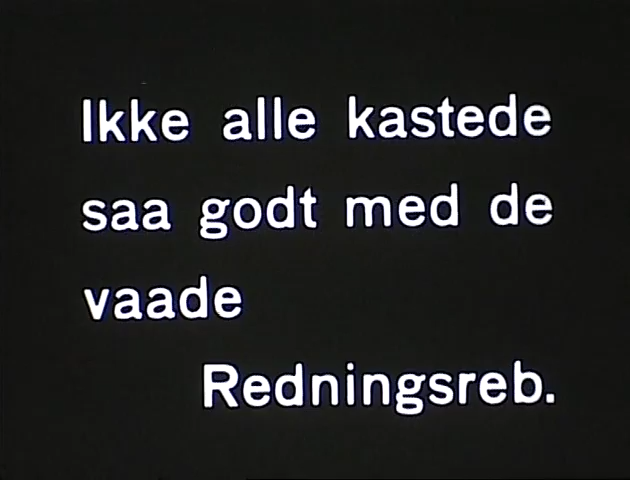 Ikke alle kastede
saa godt med de
vaade
Redningsreb.